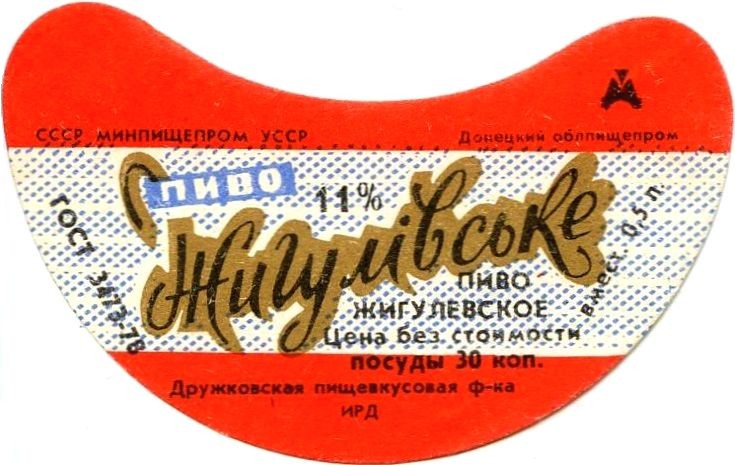 СССР МИНПИЩЕПРОМ УССР
Донецкий облпищепром
ПИВО
11%
Жигулівське
ГОСТ 3473-78
вмест. 0,5 л.
ПИВО
ЖИГУЛЕВСКОЕ
Цена без стоимости
посуды 30 коп.
Дружковская пищевкусовая ф-ка
ИРД